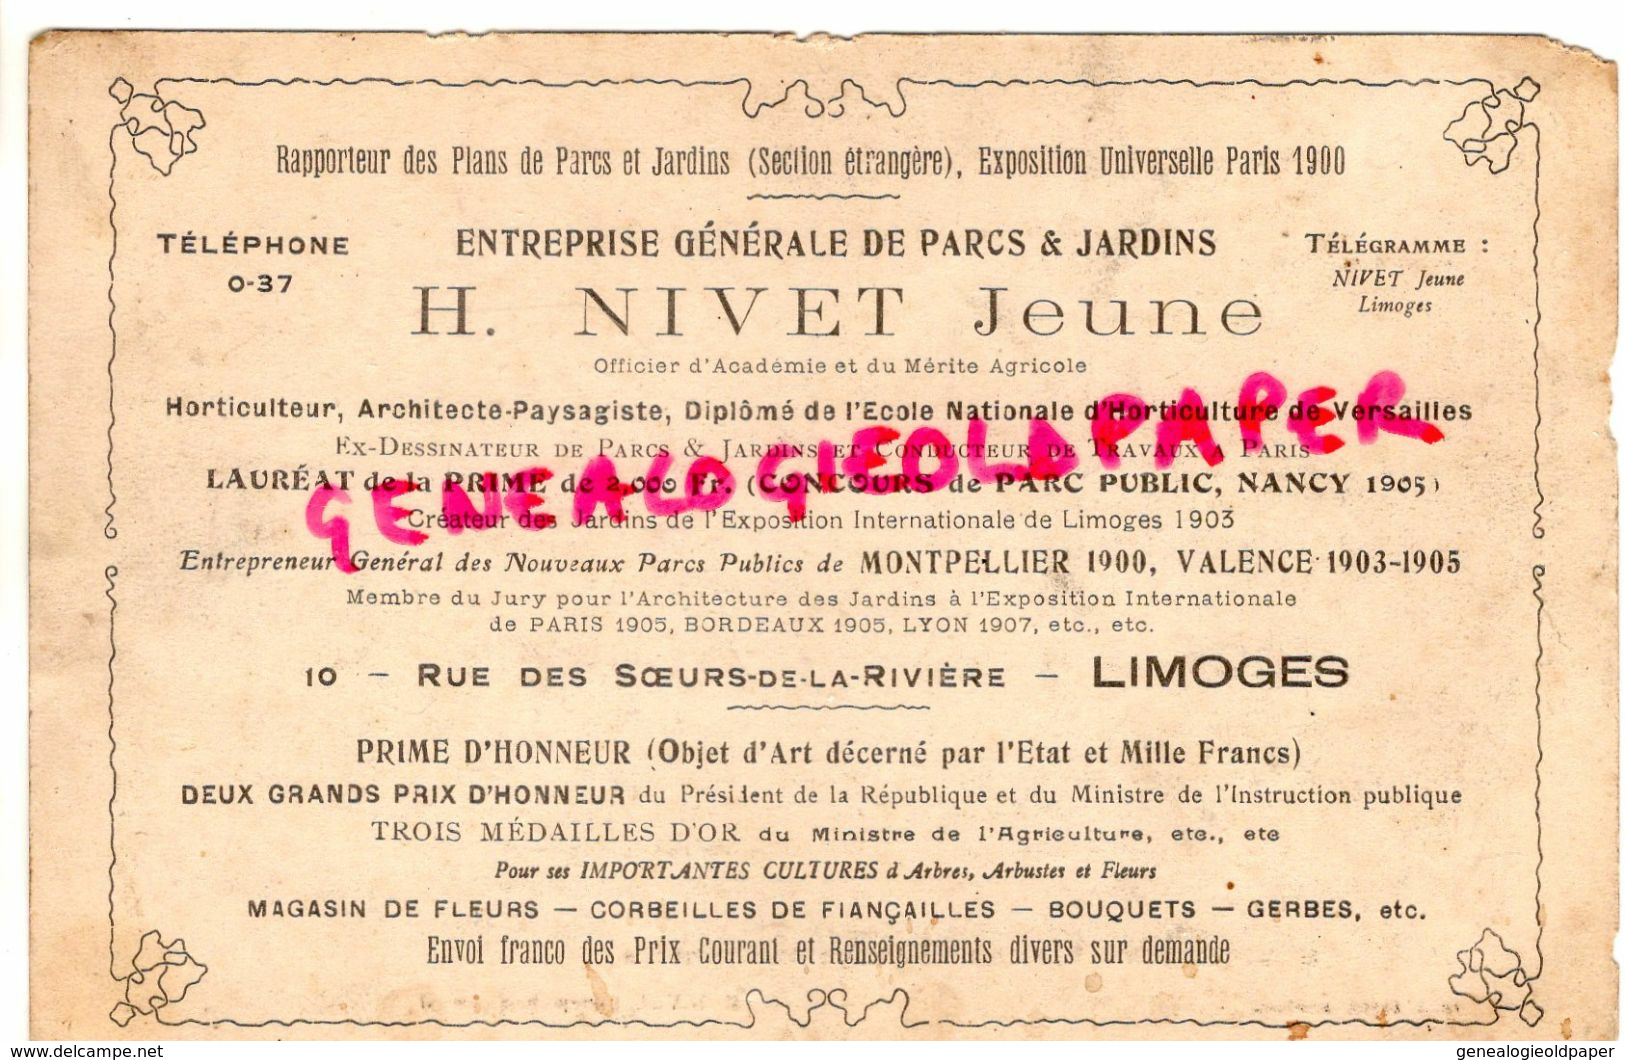 Rapporteur des Plans de Parcs et Jardins (Section étrangère), Exposition Universelle Paris 1900
TÉLÉPHONE
0-37
ENTREPRISE GÉNÉRALE DE PARCS & JARDINS
TÉLÉGRAMME :
NIVET Jeune
Limoges
H. NIVET Jeune
Officier d'Académie et du Mérite Agricole
Horticulteur, Architecte-Paysagiste, Diplômé de l'Ecole Nationale d'Horticulture de Versailles
EX-DESSINATEUR DE PARCS & JARDINS ET CONDUCTEUR DE TRAVAUX A PARIS
LAURÉAT de la PRIME de 2,000 Fr. (CONCOURS de PARC PUBLIC, NANCY 1905)
GENEALOGIEOLDPAPER
Créateur des Jardins de l'Exposition Internationale de Limoges 1903
Entrepreneur Genéral des Nouveaux Parcs Publics de MONTPELLIER 1900, VALENCE 1903-1905
Membre du Jury pour l'Architecture des Jardins à l'Exposition Internationale
de PARIS 1905, BORDEAUX 1905, LYON 1907, etc., etc.
10 - RUE DES SŒURS-DE-LA-RIVIÈRE - LIMOGES
PRIME D'HONNEUR (Objet d'Art décerné par l'Etat et Mille Francs)
DEUX GRANDS PRIX D'HONNEUR du Président de la République et du Ministre de l'Instruction publique
TROIS MÉDAILLES D'OR du Ministre de l'Agriculture, etc., etc
Pour ses IMPORTANTES CULTURES d Arbres, Arbustes et Fleurs
MAGASIN DE FLEURS — CORBEILLES DE FIANÇAILLES — BOUQUETS — GERBES, etc.
Envoi franco des Prix Courant et Renseignements divers sur demande
www.delcampe.net
genealogieoldpaper